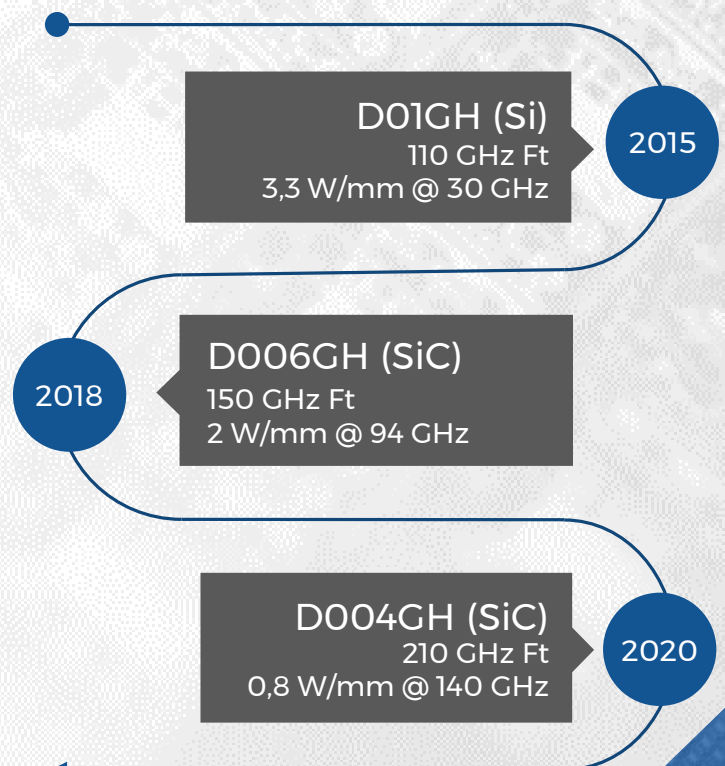 D01GH (Si)
110 GHz Ft
3,3 W/mm @ 30 GHz
2015
D006GH (SiC)
150 GHz Ft
2 W/mm @ 94 GHz
2018
D004GH (SiC)
210 GHz Ft
0,8 W/mm @ 140 GHz
2020